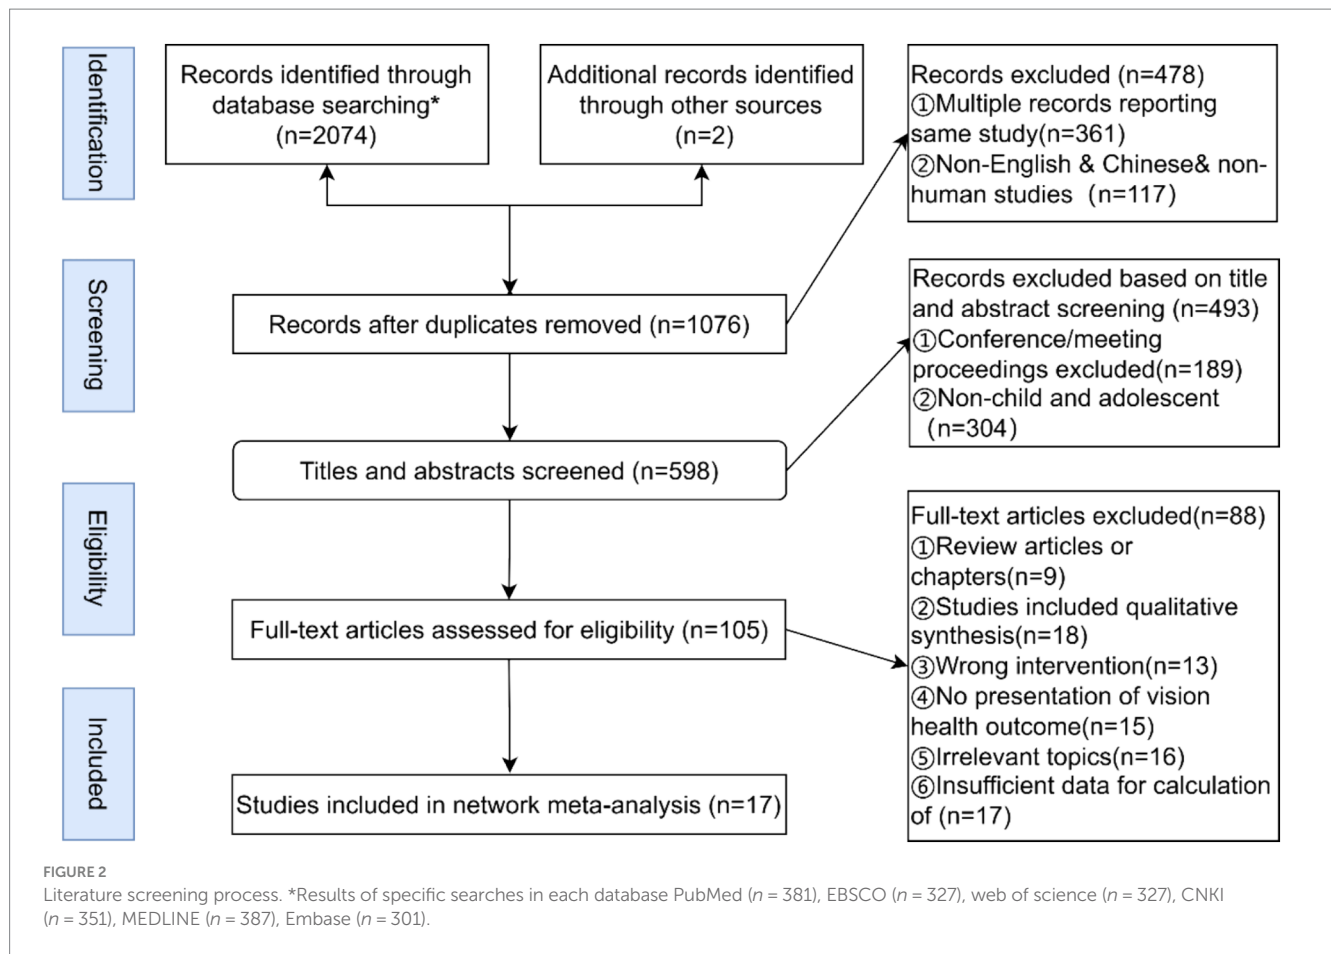 Identification
Records identified through
database searching*
(n=2074)
Additional records identified
through other sources
(n=2)
Records excluded (n=478)
①Multiple records reporting
same study(n=361)
②Non-English & Chinese& non-
human studies (n=117)
Screening
Records after duplicates removed (n=1076)
Records excluded based on title
and abstract screening (n=493)
①Conference/meeting
proceedings excluded(n=189)
②Non-child and adolescent
(n=304)
Titles and abstracts screened (n=598)
Eligibility
Full-text articles assessed for eligibility (n=105)
Full-text articles excluded(n=88)
①Review articles or
chapters(n=9)
②Studies included qualitative
synthesis(n=18)
③Wrong intervention(n=13)
④No presentation of vision
health outcome(n=15)
⑤Irrelevant topics(n=16)
⑥Insufficient data for calculation
of (n=17)
Included
Studies included in network meta-analysis (n=17)
FIGURE 2
Literature screening process. *Results of specific searches in each database PubMed (n = 381), EBSCO (n = 327), web of science (n = 327), CNKI
(n = 351), MEDLINE (n = 387), Embase (n = 301).